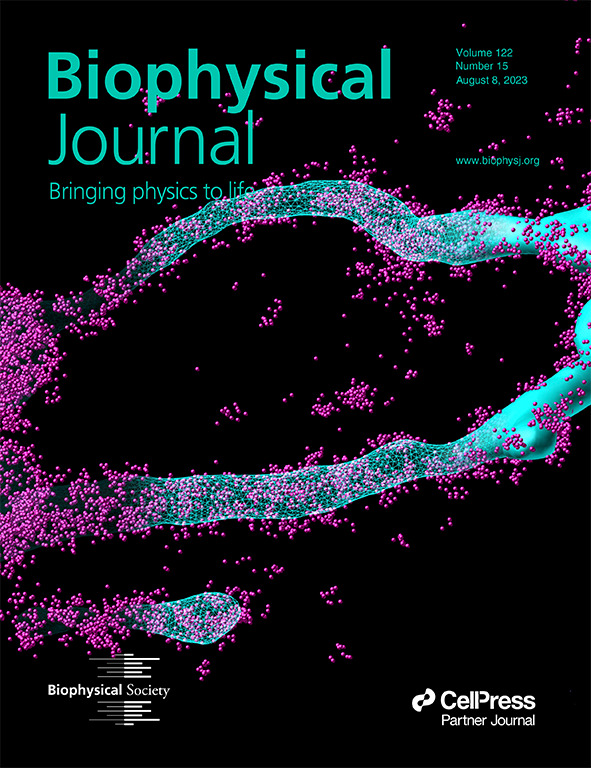 Biophysical
Journal
Bringing physics to life
Volume 122
Number 15
August 8, 2023
www.biophysj.org
Biophysical Society
CelPress
Partner Journal